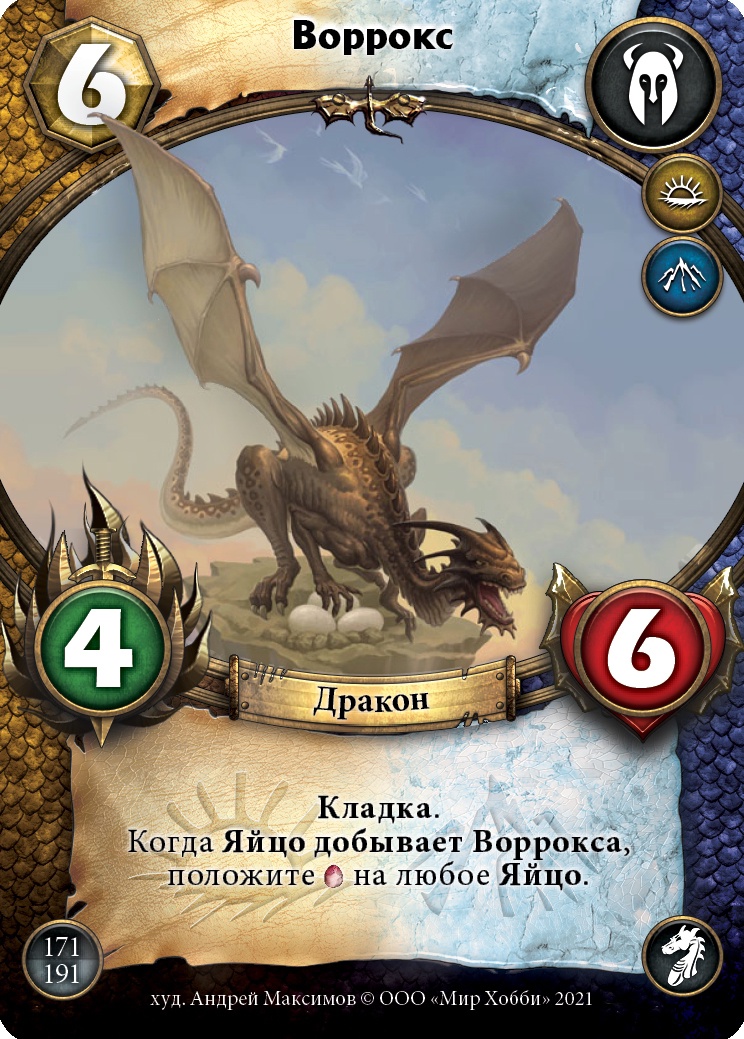 Воррокс
6
4
6
Дракон
Кладка.
Когда Яйцо добывает Воррокса,
положите на любое Яйцо.
171
191
худ. Андрей Максимов © ООО «Мир Хобби» 2021